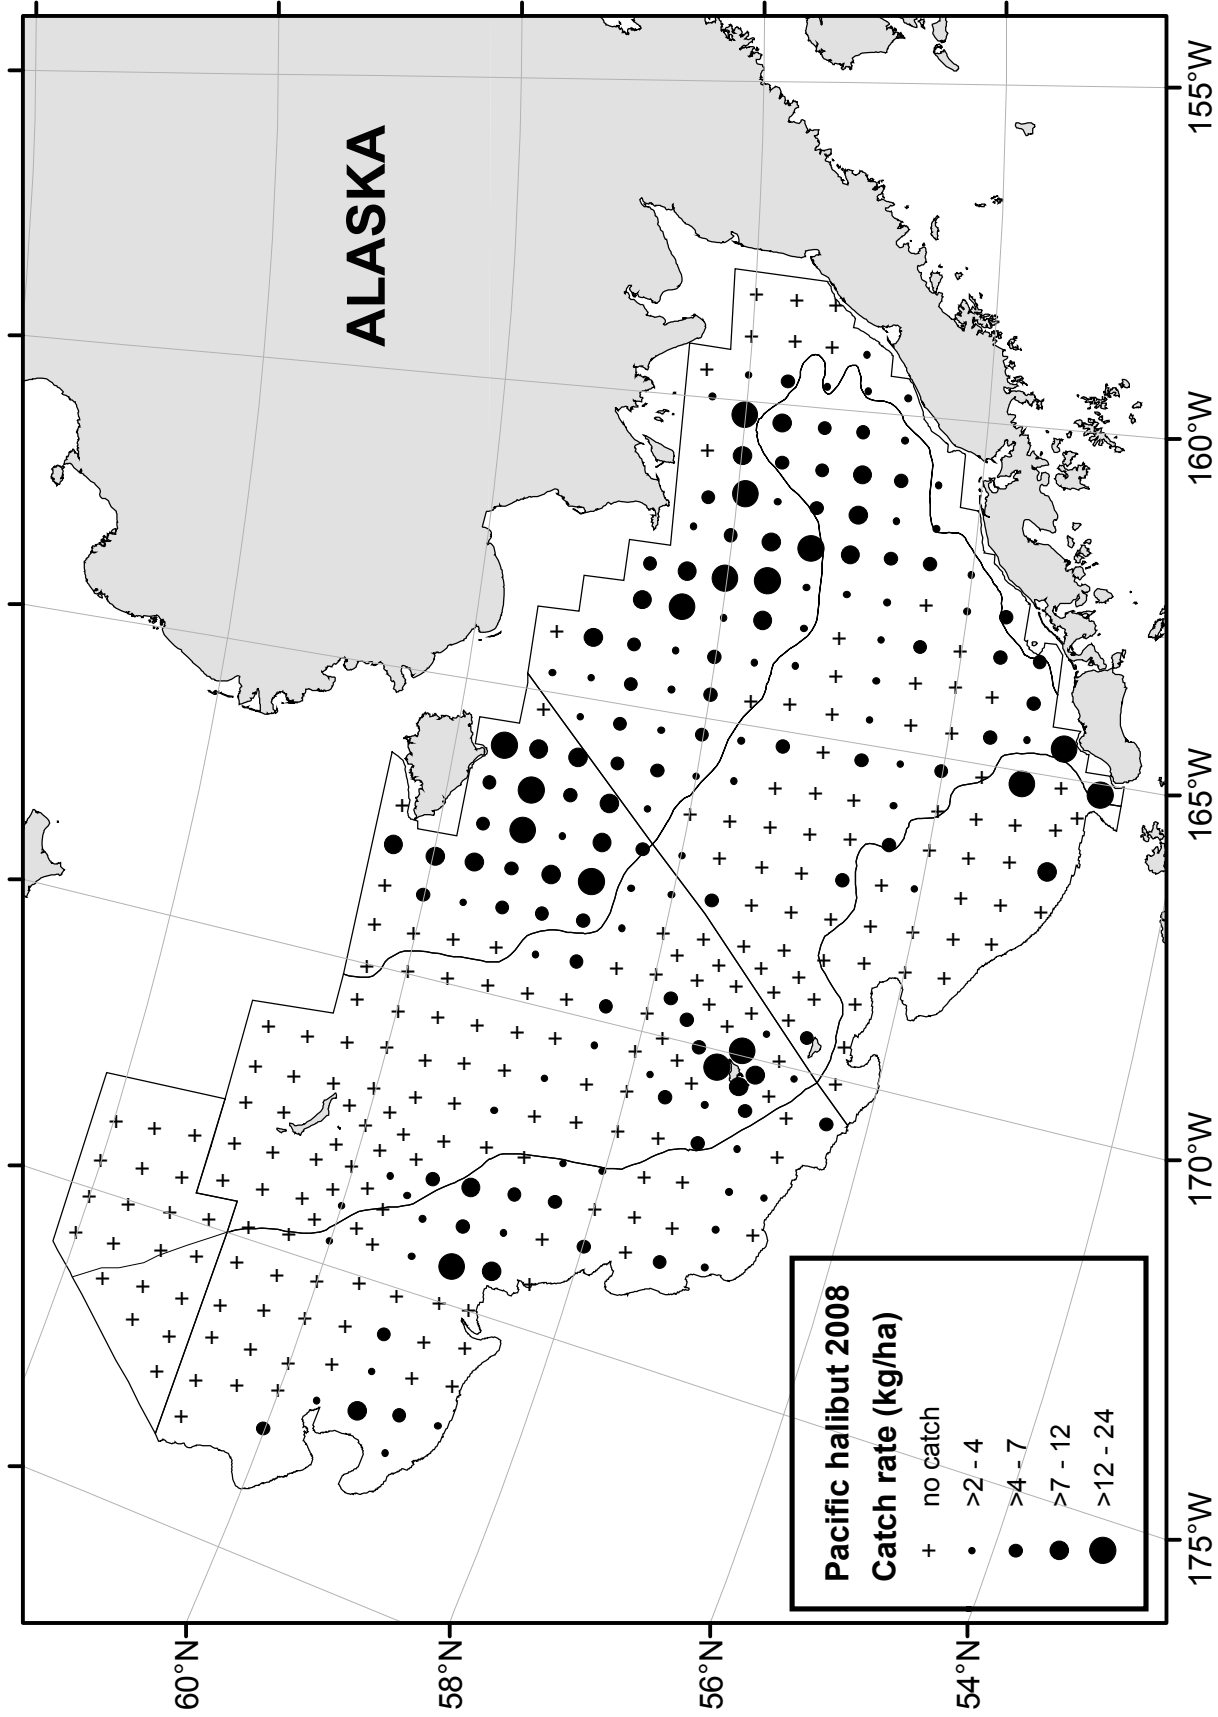 ALASKA
60°N
58°N
56°N
54°N
175°W
170°W
165°W
160°W
155°W
Pacific halibut 2008
Catch rate (kg/ha)
no catch
>2 - 4
>4 - 7
>7 - 12
>12 - 24